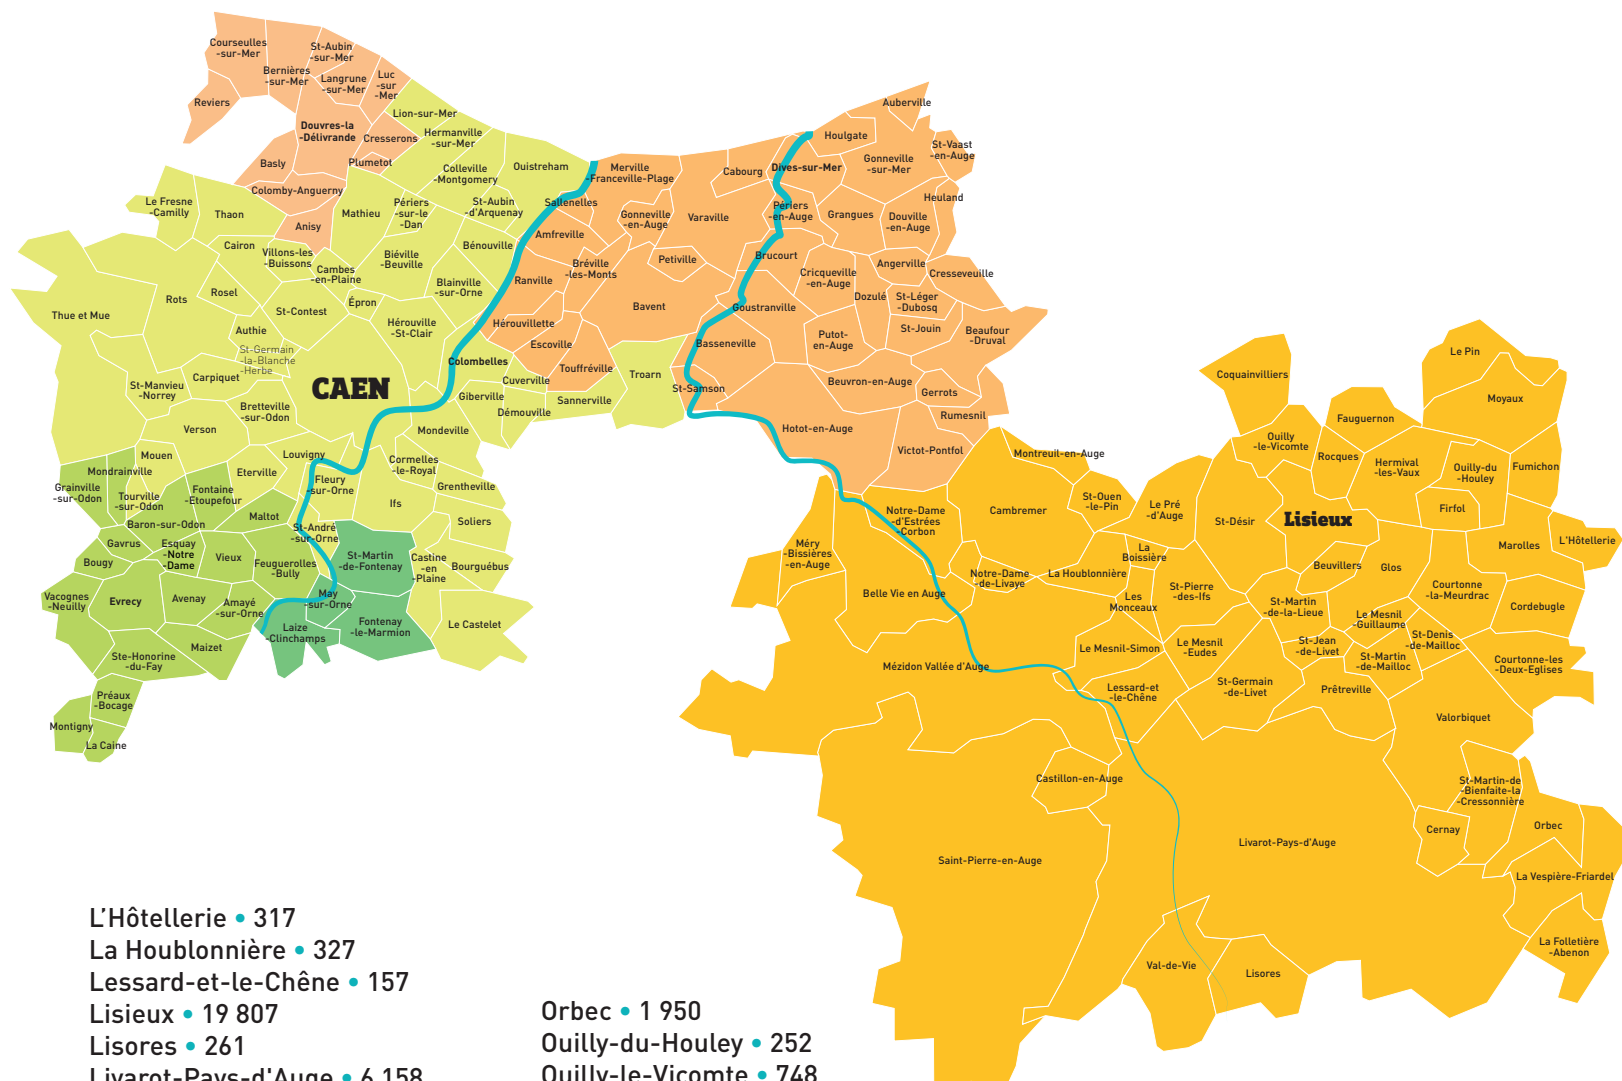 Courseulles
-sur-Mer
St-Aubin
-sur-Mer
Bernières
-sur-Mer
Langrune
-sur-Mer
Luc
-sur
-Mer
Reviers
Douvres-la
-Délivrande
Cresserons
Basly
Plumetot
Colomby-Anguerny
Anisy
Lion-sur-Mer
Hermanville
-sur-Mer
Colleville
-Montgomery
Ouistreham
Le Fresne
-Camilly
Thaon
Mathieu
Périers
-sur-le
-Dan
St-Aubin
-d'Arquenay
Cairon
Villons-les
-Buissons
Cambes
-en-Plaine
Biéville
-Beuville
Bénouville
Blainville
-sur-Orne
Rots
Rosel
St-Contest
Épron
Hérouville
-St-Clair
Thue et Mue
Authie
St-Germain
-la-Blanche
-Herbe
Carpiquet
CAEN
Colombelles
St-Manvieu
-Norrey
Bretteville
-sur-Odon
Verson
Giberville
Cuverville
Démouville
Sannerville
Troarn
Mondeville
Mouen
Louvigny
Cormelles
-le-Royal
Mondrainville
Eterville
Fleury
-sur-Orne
Grentheville
Grainville
-sur-Odon
Tourville
-sur-Odon
Fontaine
-Etoupefour
Ifs
Soliers
Baron-sur-Odon
Maltot
St-André
-sur-Orne
Gavrus
Esquay
-Notre
-Dame
Vieux
Feuguerolles
-Bully
St-Martin
-de-Fontenay
Castine
-en
-Plaine
Bourguébus
Bougy
Vacognes
-Neuilly
Evrecy
Avenay
Amayé
-sur-Orne
May
-sur-Orne
Laize
-Clinchamps
Fontenay
-le-Marmion
Le Castelet
Maizet
Ste-Honorine
-du-Fay
Préaux
-Bocage
Montigny
La Caine
Merville
-Franceville-Plage
Sallenelles
Cabourg
Dives-sur-Mer
Houlgate
Auberville
St-Vaast
-en-Auge
Gonneville
-sur-Mer
Heuland
Amfreville
Gonneville
-en-Auge
Varaville
Périers
-en-Auge
Grangues
Douville
-en-Auge
Ranville
Bréville
-les-Monts
Petiville
Brucourt
Cricqueville
-en-Auge
Angerville
Cresseveuille
Bavent
Goustranville
Dozulé
St-Léger
-Dubosq
Hérouvillette
Escoville
Touffréville
Basseneville
Putot-
en-Auge
St-Jouin
Beaufour
-Druval
St-Samson
Beuvron-en-Auge
Gerrots
Rumesnil
Hotot-en-Auge
Victot-Pontfol
Montreuil-en-Auge
Coquainvilliers
Le Pin
Moyaux
Fauguernon
Ouilly
-le-Vicomte
Rocques
Hermival
-les-Vaux
Ouilly-du
-Houley
Fumichon
St-Ouen
-le-Pin
Le Pré
-d'Auge
Notre-Dame
-d'Estrées
-Corbon
Cambremer
St-Désir
Lisieux
Firfol
L'Hôtellerie
Marolles
Méry
-Bissières
-en-Auge
La
Boissière
Notre-Dame
-de-Livaye
La Houblonnière
Beuvillers
Glos
Belle Vie en Auge
Les
Monceaux
St-Pierre
-des-Ifs
St-Martin
-de-la-Lieue
Courtonne
-la-Meurdrac
Cordebugle
Le Mesnil
-Guillaume
St-Jean
-de-Livet
St-Denis
-de-Mailloc
St-Martin
-de-Mailloc
Courtonne-les
-Deux-Eglises
Mézidon Vallée d'Auge
Le Mesnil-Simon
Le Mesnil
-Eudes
Lessard-et
-le-Chêne
St-Germain
-de-Livet
Prêtreville
Valorbiquet
Castillon-en-Auge
St-Martin-de
-Bienfaite-la
-Cressonnière
Cernay
Orbec
Saint-Pierre-en-Auge
Livarot-Pays-d'Auge
La Vespière-Friardel
La Folletière
-Abenon
Val-de-Vie
Lisores
L'Hôtellerie • 317
La Houblonnière • 327
Lessard-et-le-Chêne • 157
Lisieux • 19 807
Lisores • 261
Livarot-Pays-d'Auge • 6 158
Orbec • 1 950
Ouilly-du-Houley • 252
Ouilly-le-Vicomte • 748